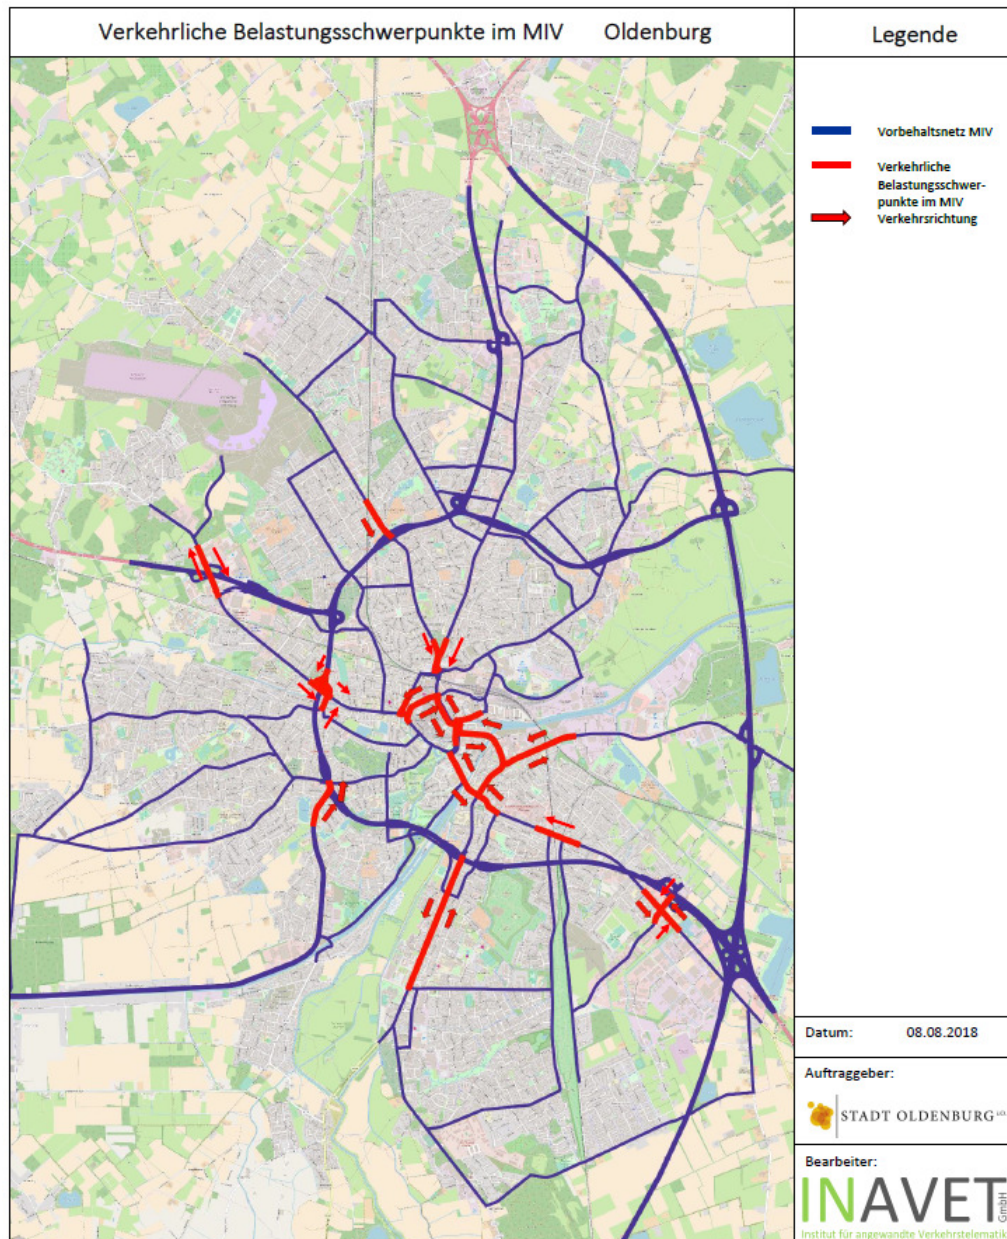 Verkehrliche Belastungsschwerpunkte im MIV Oldenburg
Legende
Vorbehaltsnetz MIV
Verkehrliche
Belastungsschwer-
punkte im MIV
Verkehrsrichtung
Datum: 08.08.2018
Auftraggeber:
STADT OLDENBURG i.O.
Bearbeiter:
INAVET GmbH
Institut für angewandte Verkehrstelematik